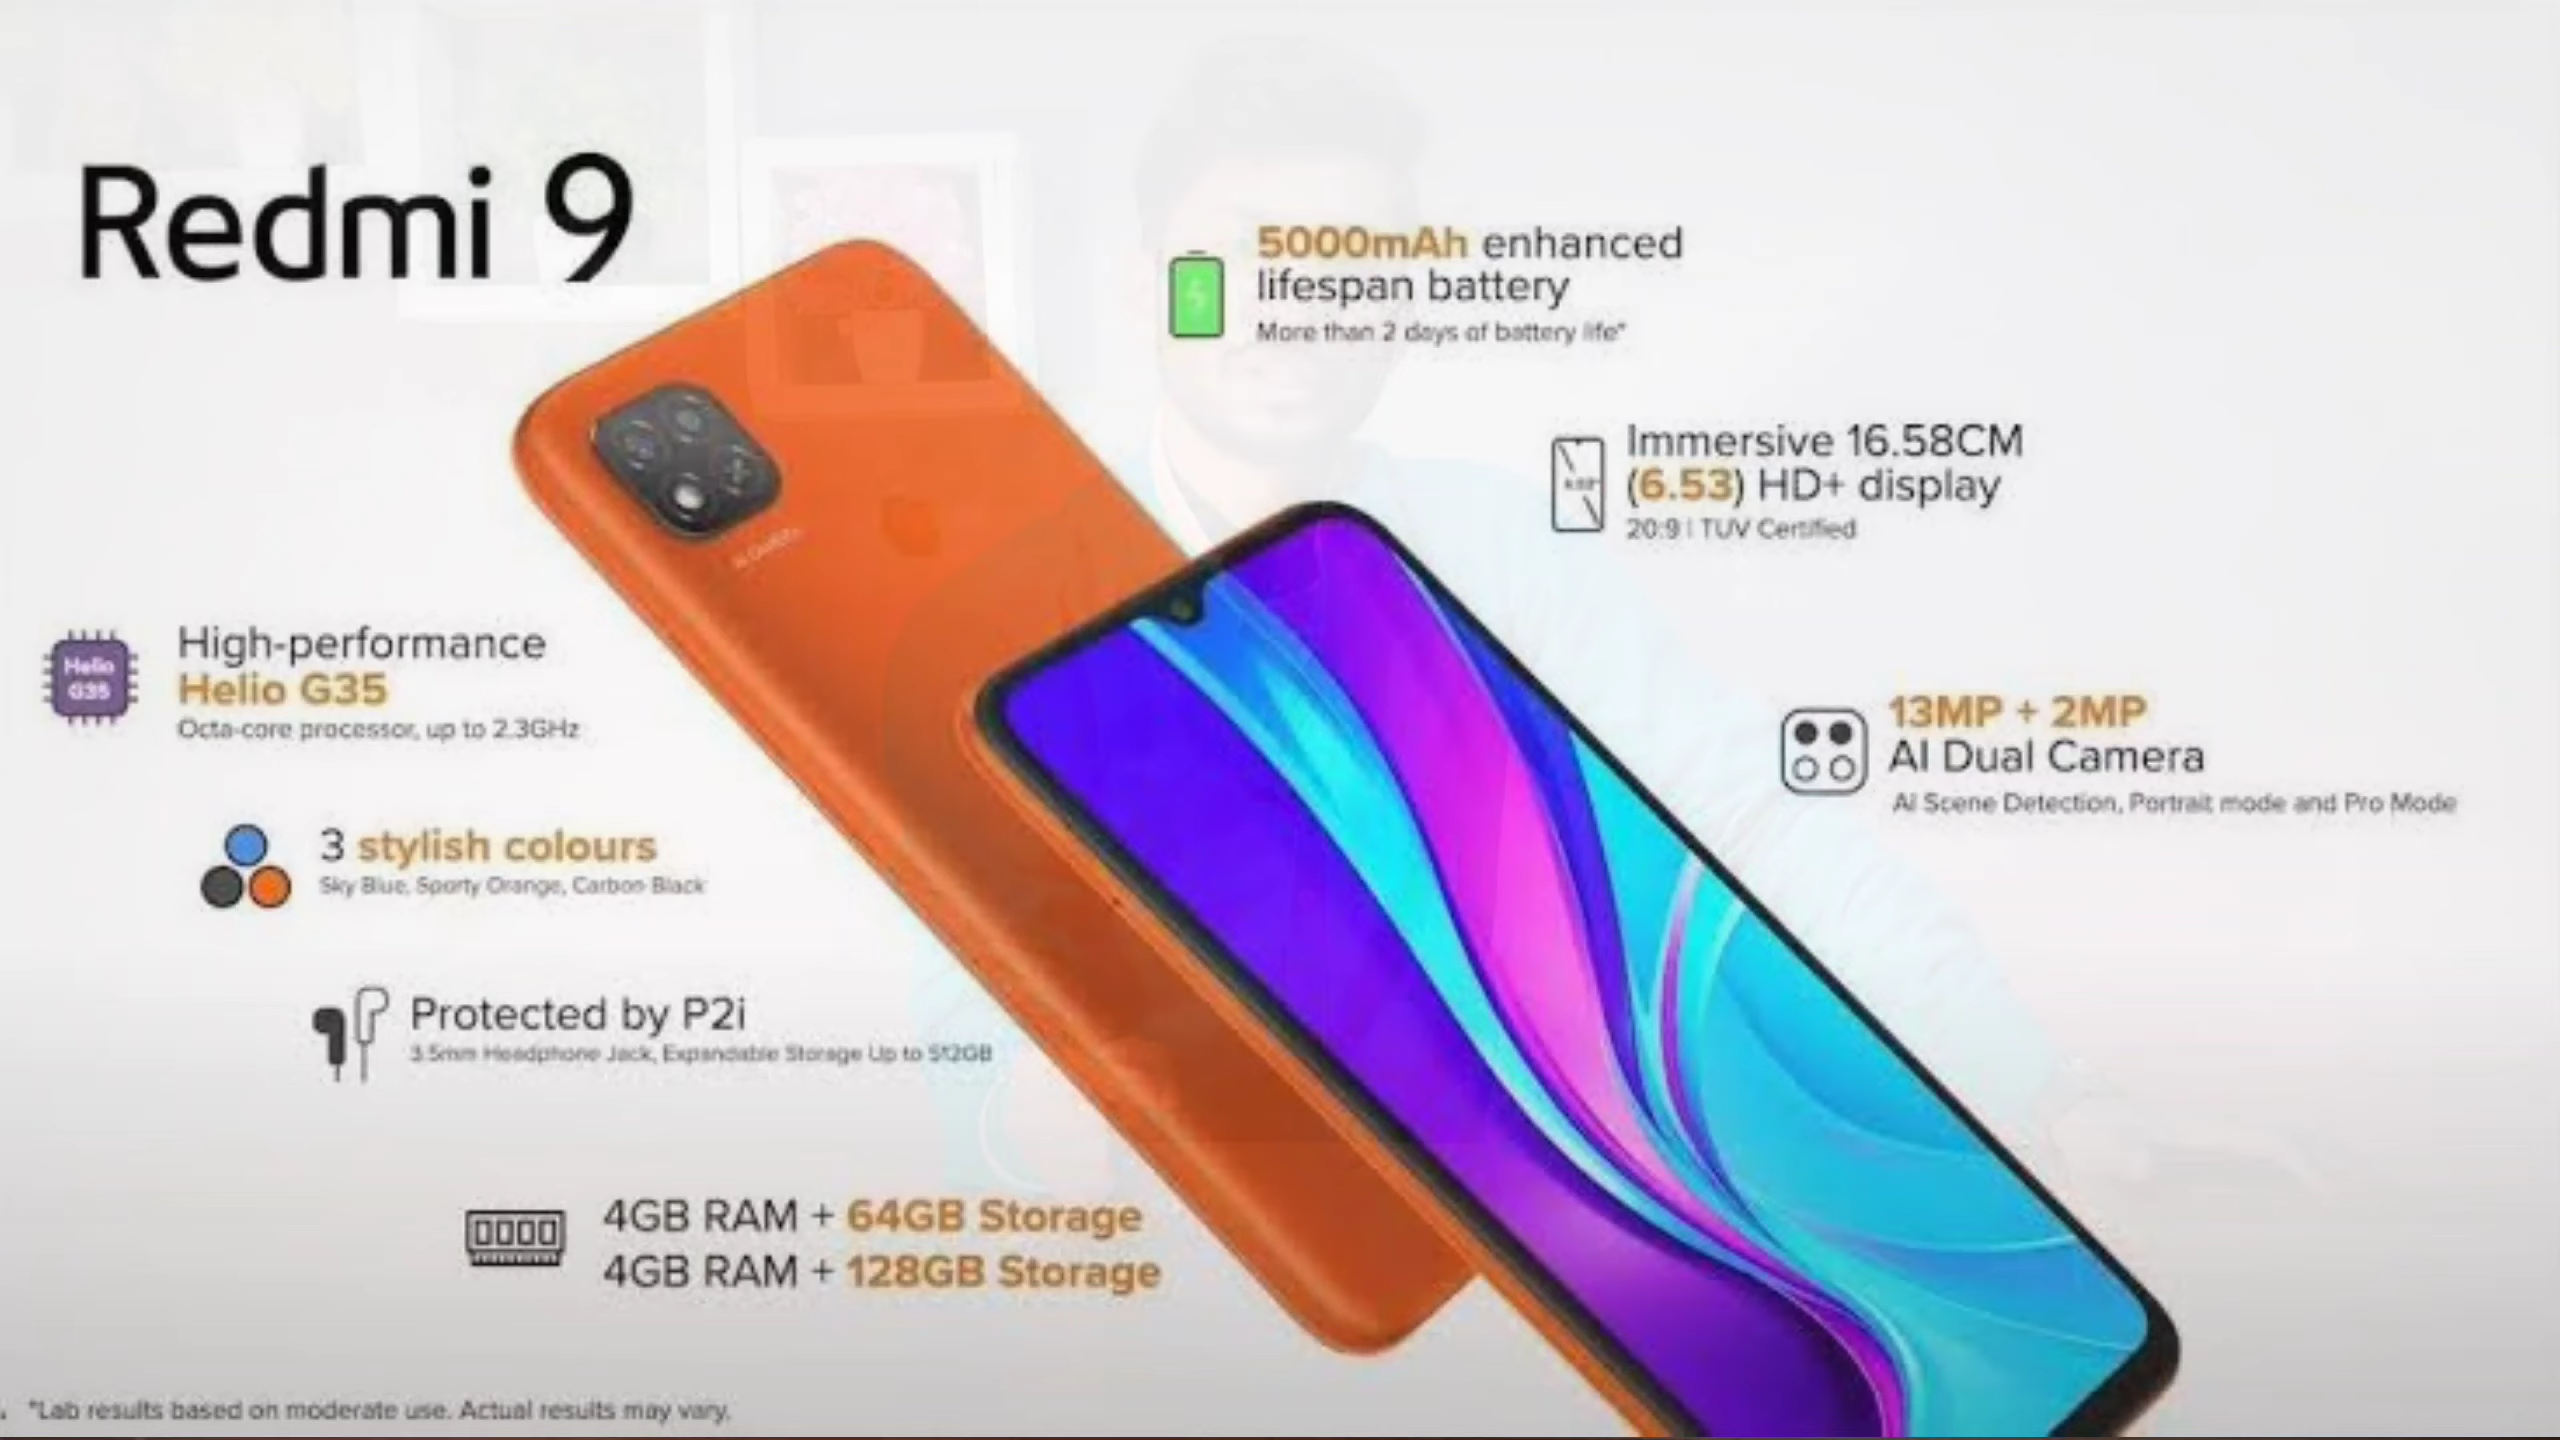 Redmi 9
5000mAh enhanced
lifespan battery
More than 2 days of battery life*
Immersive 16.58CM
(6.53) HD+ display
20:9 | TUV Certified
Helio
G35
High-performance
Helio G35
Octa-core processor, up to 2.3GHz
13MP + 2MP
AI Dual Camera
AI Scene Detection, Portrait mode and Pro Mode
3 stylish colours
Sky Blue, Sporty Orange, Carbon Black
Protected by P2i
3.5mm Headphone Jack, Expandable Storage Up to 512GB
4GB RAM + 64GB Storage
4GB RAM + 128GB Storage
*Lab results based on moderate use. Actual results may vary.